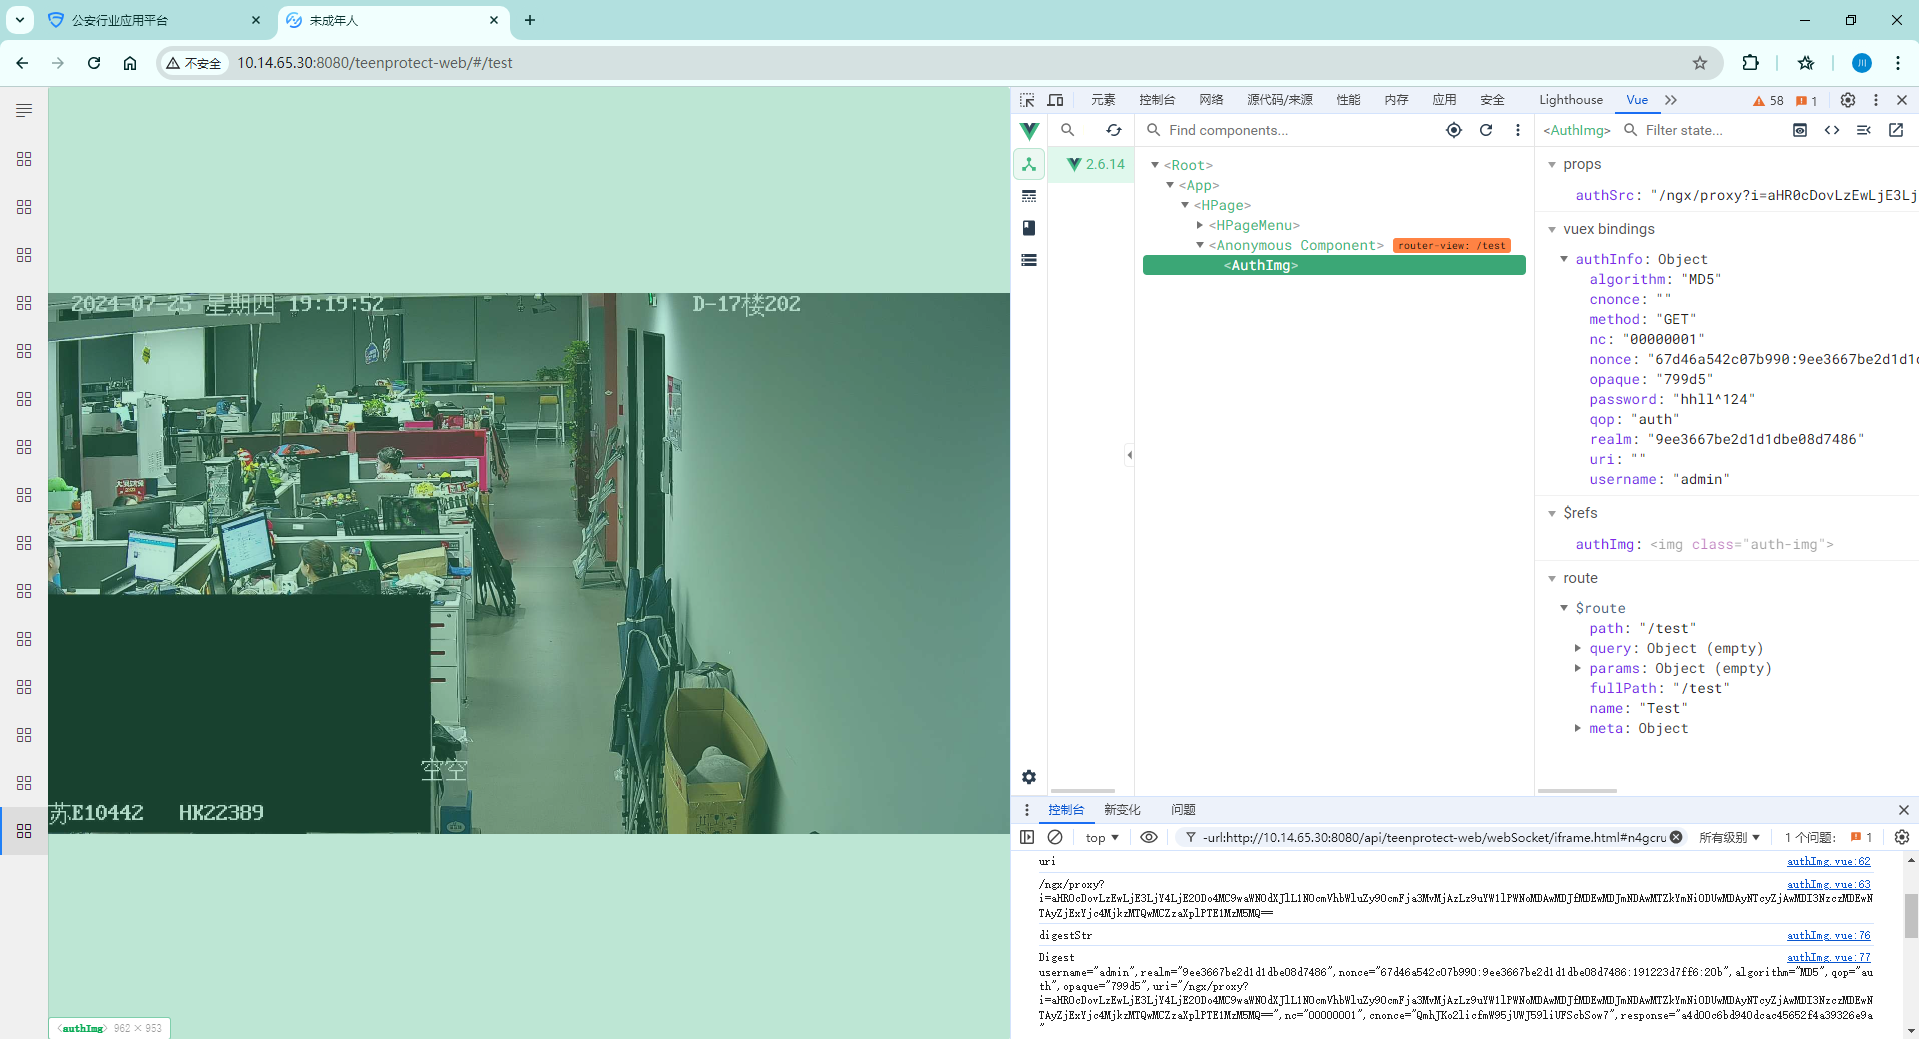 公安行业应用平台
未成年人
不安全
10.14.65.30:8080/teenprotect-web/#/test
元素
控制台
网络
源代码/来源
性能
内存
应用
安全
Lighthouse
Vue
58
1
Find components...
<AuthImg>
Filter state...
2.6.14
<Root>
<App>
<HPage>
<HPageMenu>
<Anonymous Component> router-view: /test
<AuthImg>
props
authSrc: "/ngx/proxy?i=aHR0cDovLzEwLjE3Lj
vuex bindings
authInfo: Object
algorithm: "MD5"
cnonce: ""
method: "GET"
nc: "00000001"
nonce: "67d46a542c07b990:9ee3667be2d1d1d
opaque: "799d5"
password: "hhll^124"
qop: "auth"
realm: "9ee3667be2d1d1dbe08d7486"
uri: ""
username: "admin"
$refs
authImg: <img class="auth-img">
route
$route
path: "/test"
query: Object (empty)
params: Object (empty)
fullPath: "/test"
name: "Test"
meta: Object
2024-07-25 星期四 19:19:52
D-17楼202
空空
苏E10442 HK22389
<authImg> 962 × 953
控制台
新变化
问题
top
-url:http://10.14.65.30:8080/api/teenprotect-web/webSocket/iframe.html#n4gcru
所有级别
1 个问题:
1
uri
authImg.vue:62
/ngx/proxy?
authImg.vue:63
digestStr
authImg.vue:76
Digest
authImg.vue:77
username="admin",realm="9ee3667be2d1d1dbe08d7486",nonce="67d46a542c07b990:9ee3667be2d1d1dbe08d7486:191223d7ff6:20b",algorithm="MD5",qop="au
th",opaque="799d5",uri="/ngx/proxy?